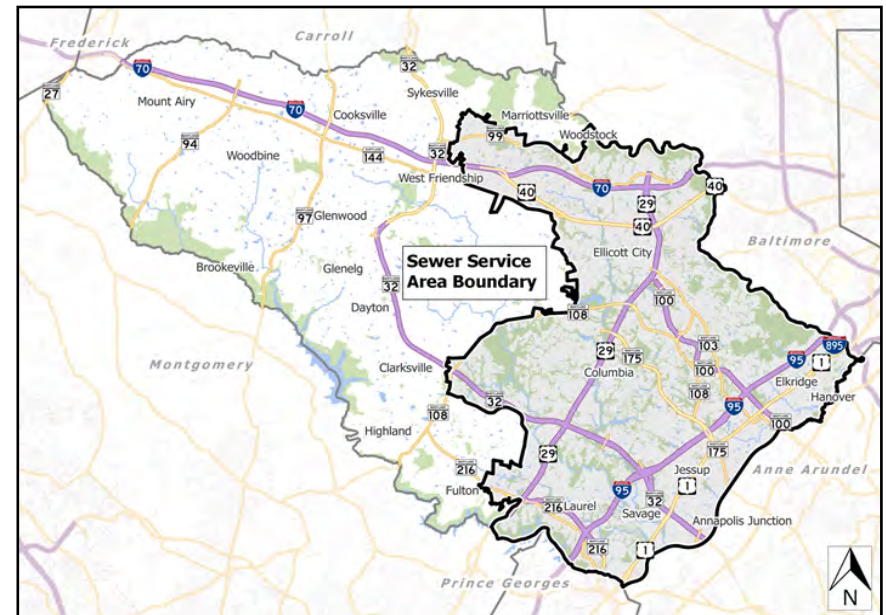 Frederick
Carroll
27
70
Mount Airy
70
Cooksville
32
Sykesville
Marriottsville
99
Woodstock
94
Woodbine
144
32
West Friendship
40
70
40
29
40
97
Glenwood
Ellicott City
Baltimore
Brookeville
Glenelg
Sewer Service
Area Boundary
32
Dayton
108
100
Montgomery
Clarksville
29
175
Columbia
103
100
95
895
1
Elkridge
Hanover
108
Highland
32
108
95
100
216
Fulton
29
175
Jessup
Anne Arundel
95
1
32
216
Laurel
Savage
Annapolis Junction
216
1
Prince Georges
N